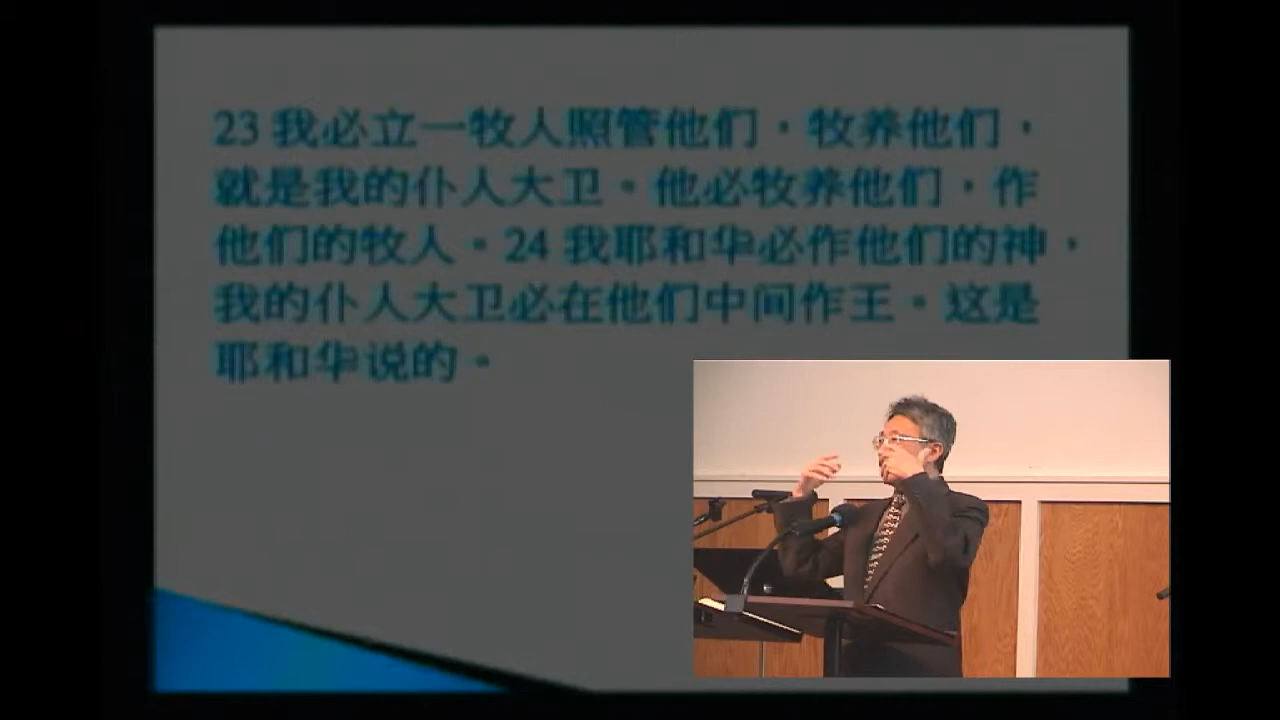 23 我必立一牧人照管他们，牧养他们，
就是我的仆人大卫。他必牧养他们，作
他们的牧人。24 我耶和华必作他们的神，
我的仆人大卫必在他们中间作王。这是
耶和华说的。